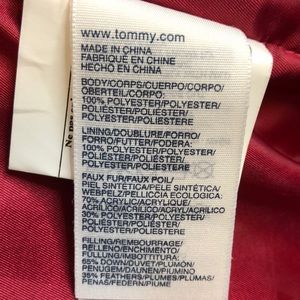 www.tommy.com
MADE IN CHINA
FABRIQUÉ EN CHINE
HECHO EN CHINA
BODY/CORPS/CUERPO/CORPO/
OBERTEIL/CORPO:
100% POLYESTER/POLYESTER/
POLIÉSTER/POLIESTER/
POLYESTER/POLIESTERE
LINING/DOUBLURE/FORRO/
FORRO/FUTTER/FODERA:
100% POLYESTER/POLYESTER/
POLIÉSTER/POLIESTER/
POLYESTER/POLIESTERE
FAUX FUR/FAUX POIL/
PIEL SINTÉTICA/PELE SINTÉTICA/
WEBPELZ/PELLICCIA ECOLOGICA:
70% ACRYLIC/ACRYLIQUE/
ACRÍLICO/ACRÍLICO/ACRYL/ACRILICO
30% POLYESTER/POLYESTER/
POLIÉSTER/POLIESTER/
POLYESTER/POLIESTERE
FILLING/REMBOURRAGE/
RELLENO/ENCHIMENTO/
FÜLLUNG/IMBOTTITURA:
65% DOWN/DUVET/PLUMÓN/
PENUGEM/DAUNEN/PIUMINO
35% FEATHERS/PLUMES/PLUMAS/
PENAS/FEDERN/PIUME